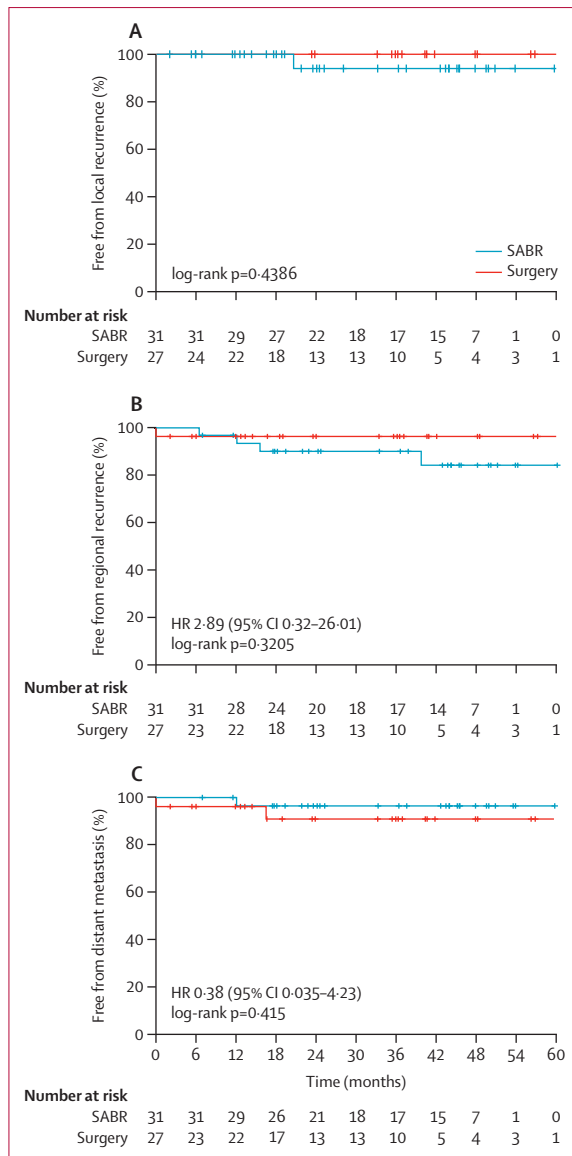 A
Free from local recurrence (%)
100
80
60
40
20
0
SABR
Surgery
log-rank p=0·4386
Number at risk
SABR 31 31 29 27 22 18 17 15 7 1 0
Surgery 27 24 22 18 13 13 10 5 4 3 1
B
Free from regional recurrence (%)
100
80
60
40
20
0
HR 2·89 (95% CI 0·32–26·01)
log-rank p=0·3205
Number at risk
SABR 31 31 28 24 20 18 17 14 7 1 0
Surgery 27 23 22 18 13 13 10 5 4 3 1
C
Free from distant metastasis (%)
100
80
60
40
20
0
HR 0·38 (95% CI 0·035–4·23)
log-rank p=0·415
0 6 12 18 24 30 36 42 48 54 60
Time (months)
Number at risk
SABR 31 31 29 26 21 18 17 15 7 1 0
Surgery 27 23 22 17 13 13 10 5 4 3 1